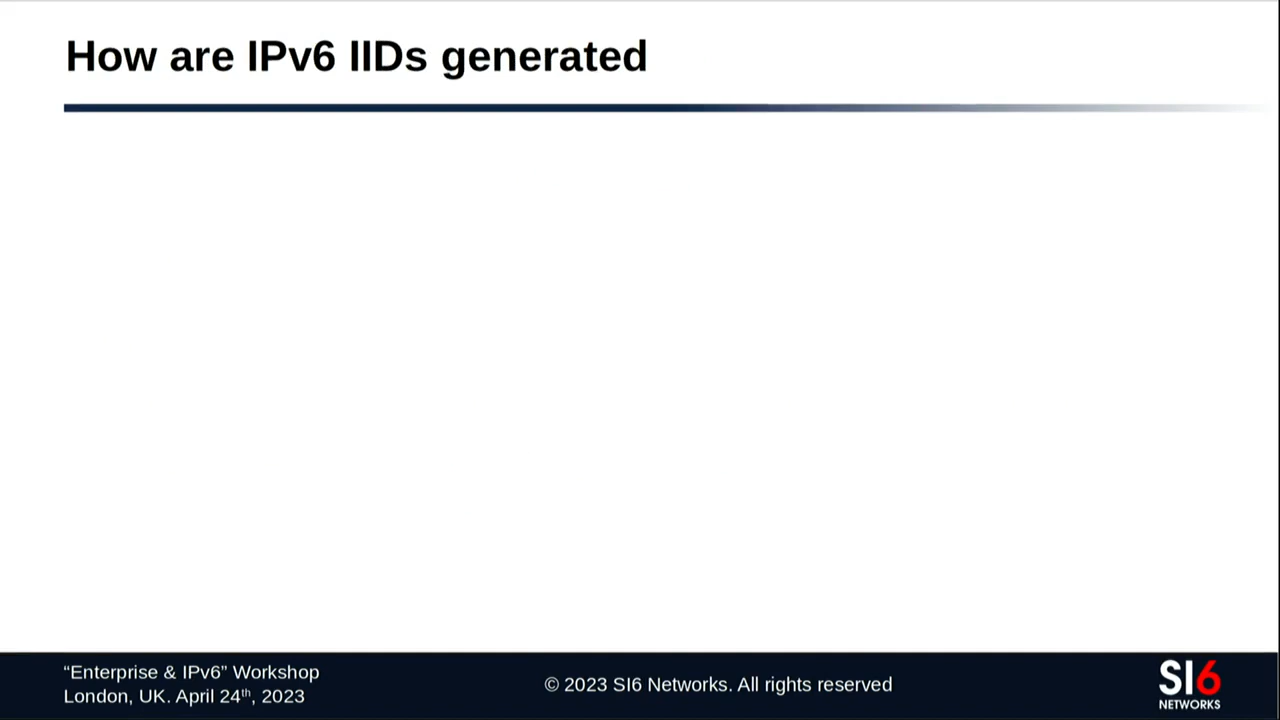 How are IPv6 IIDs generated
“Enterprise & IPv6” Workshop
London, UK. April 24th, 2023
© 2023 SI6 Networks. All rights reserved
SI6
NETWORKS